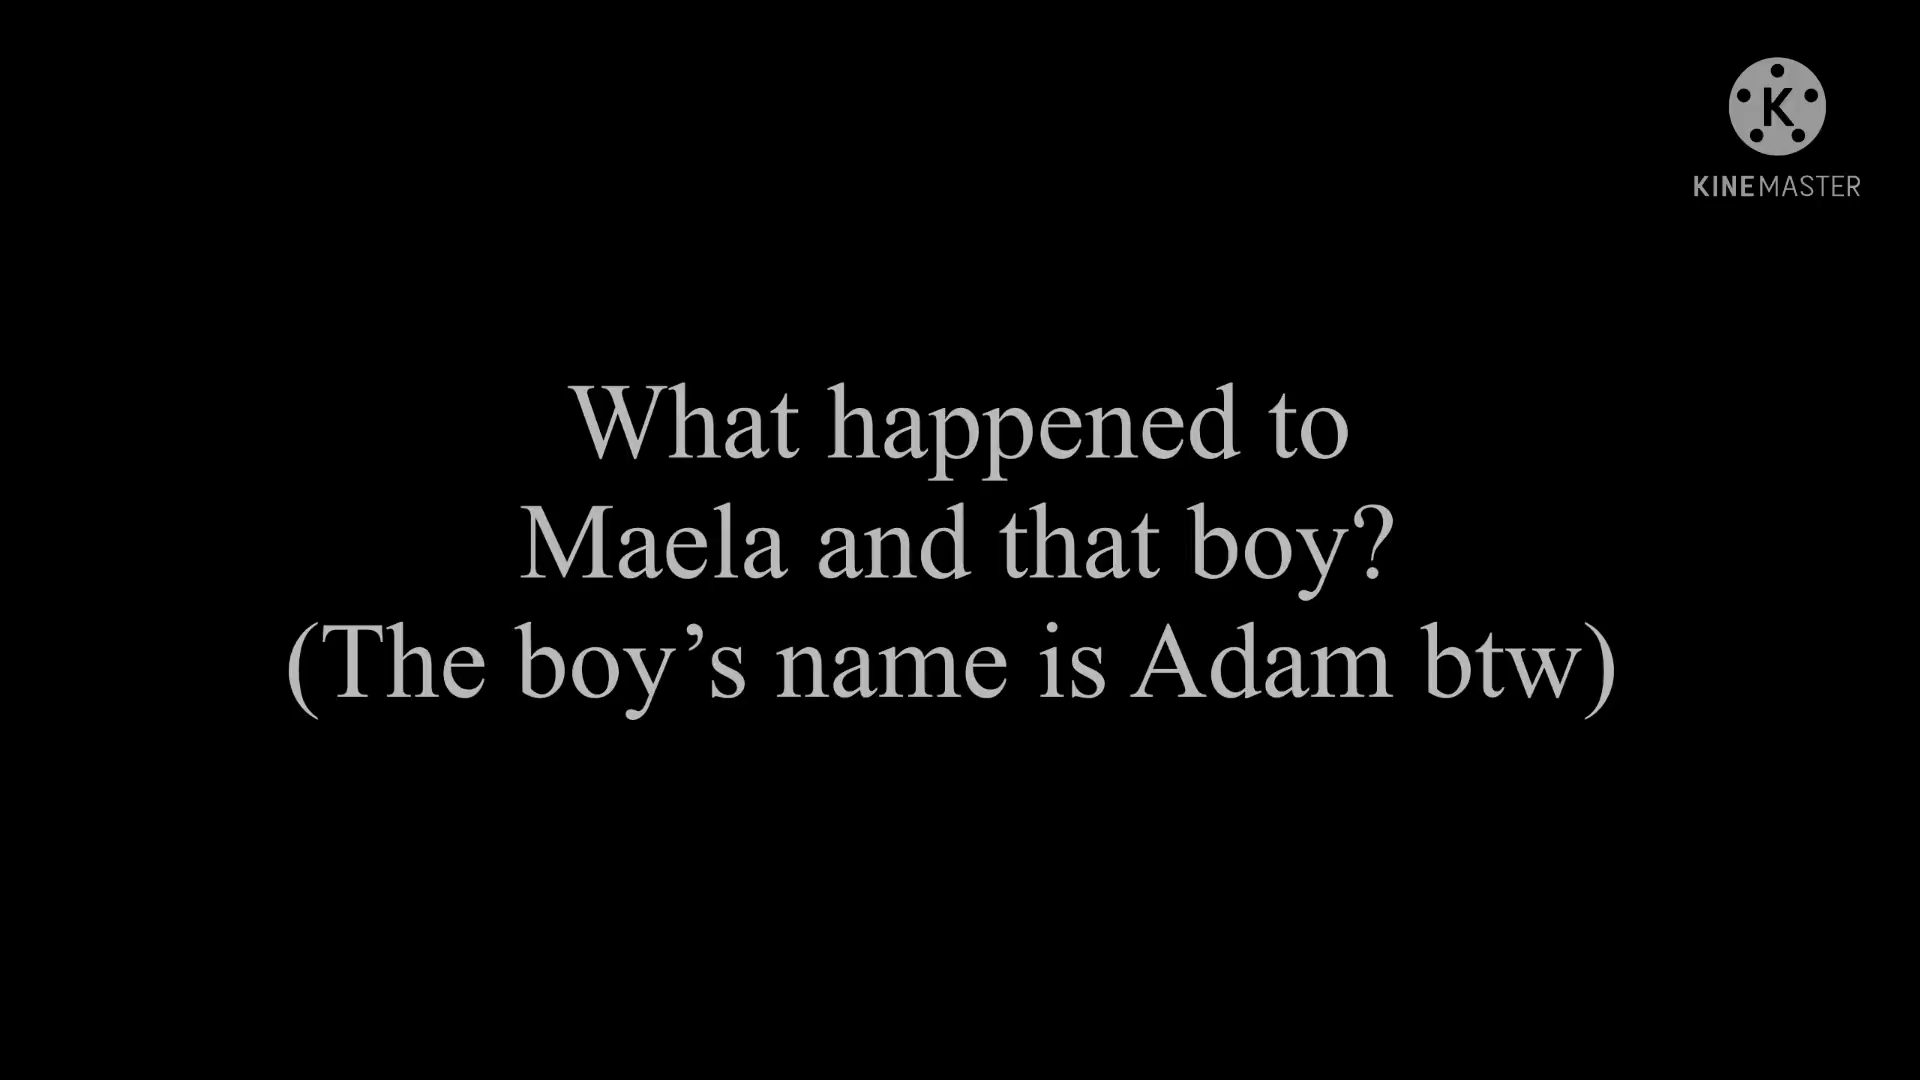 K
KINEMASTER
What happened to
Maela and that boy?
(The boy’s name is Adam btw)